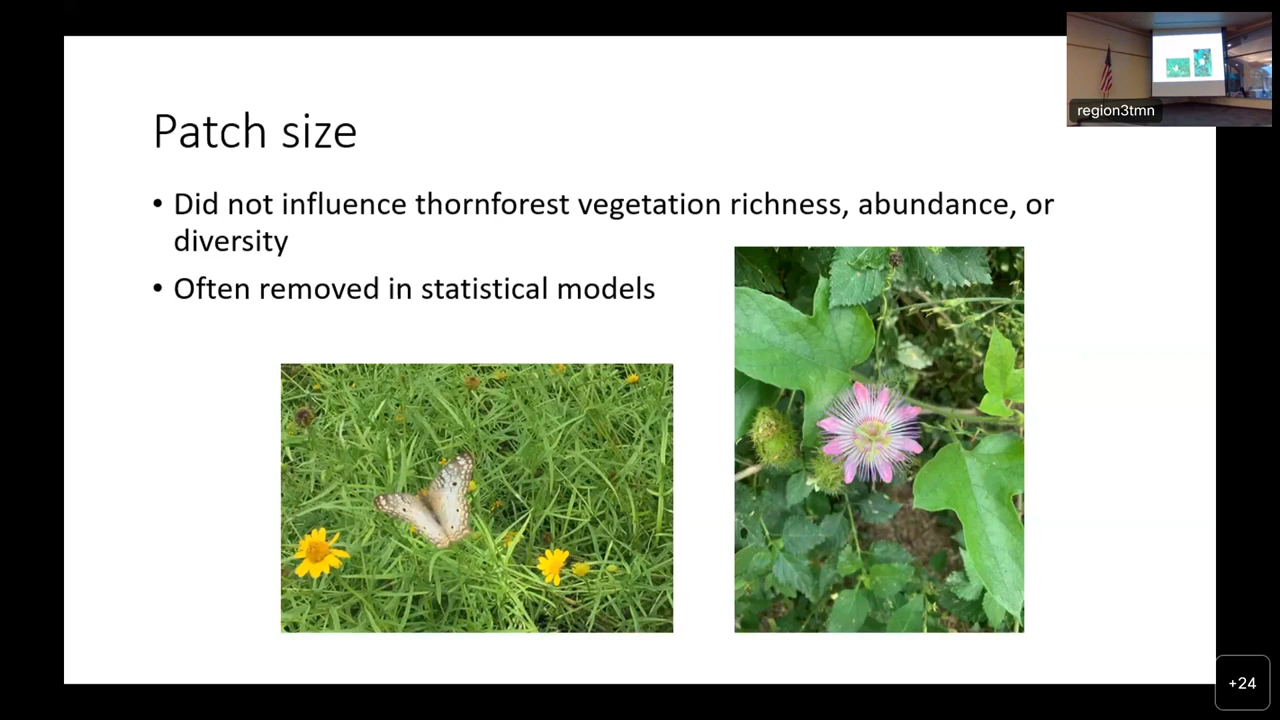 region3tmn
Patch size
• Did not influence thornforest vegetation richness, abundance, or
diversity
• Often removed in statistical models
+24